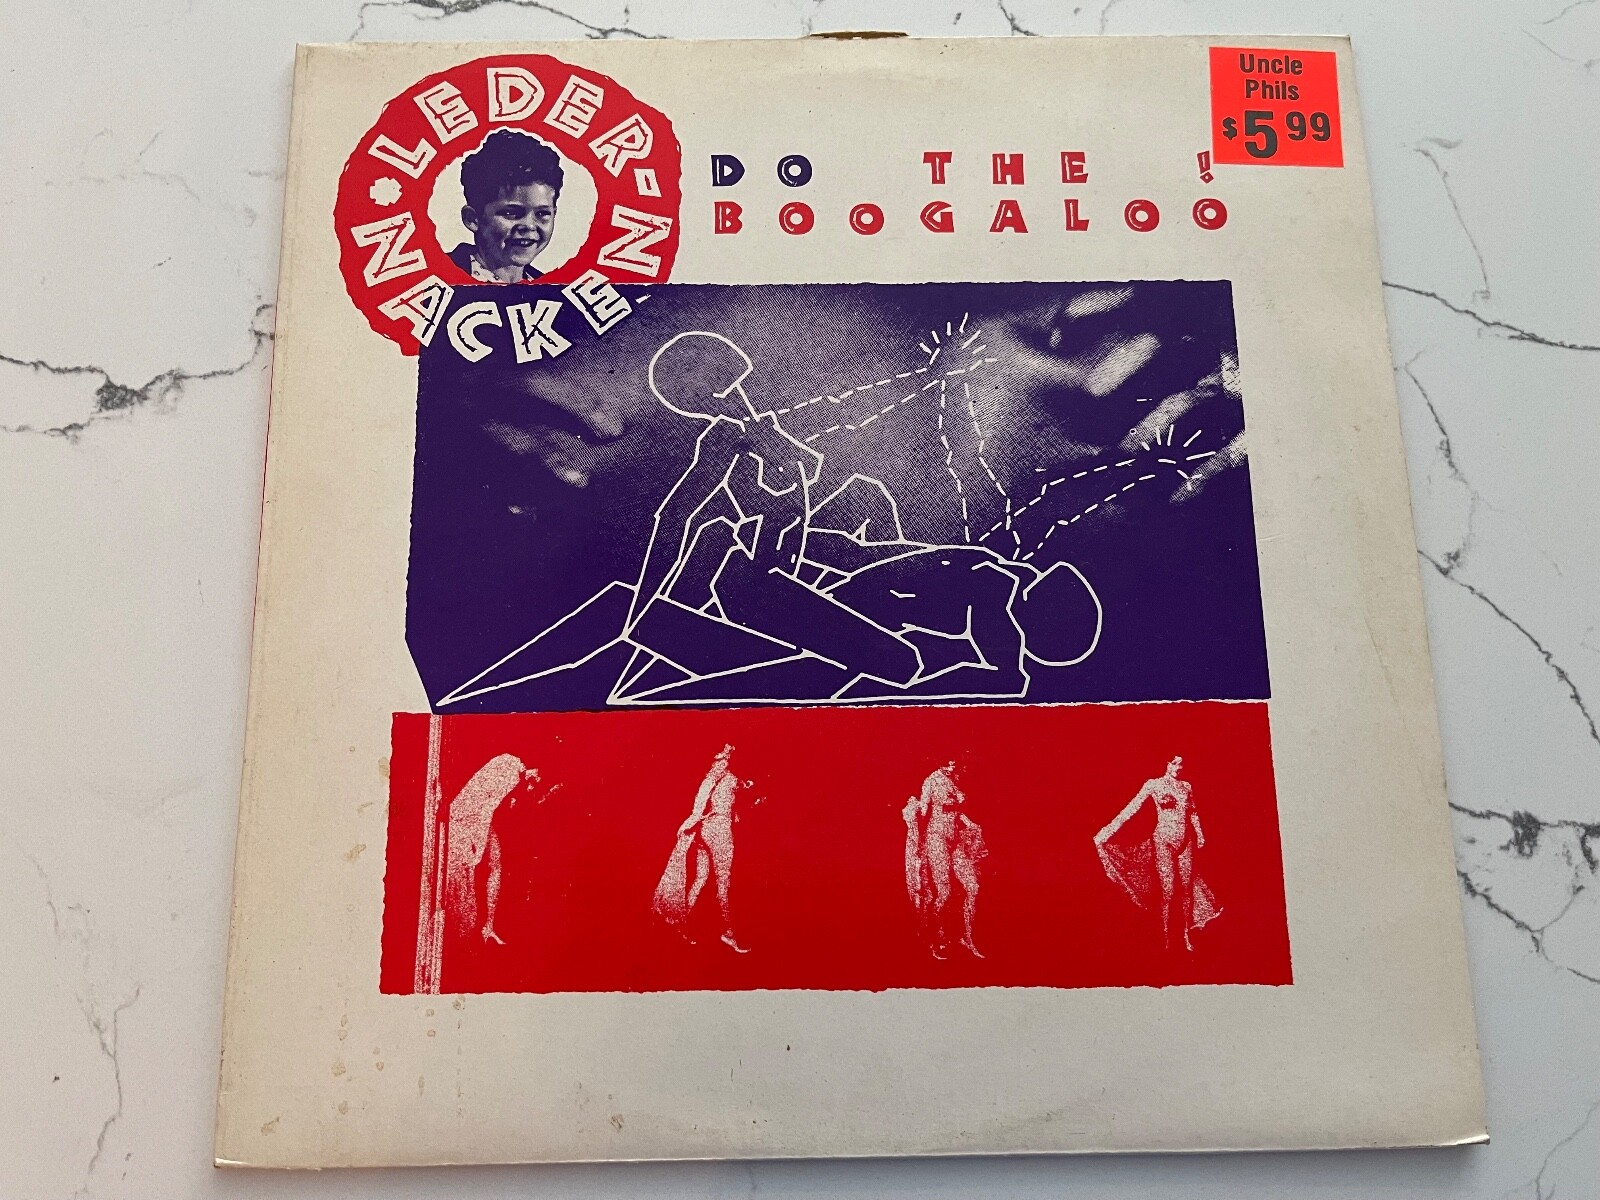 LEDER-
NACKEN
DO THE !
BOOGALOO
Uncle
Phils
$5 99